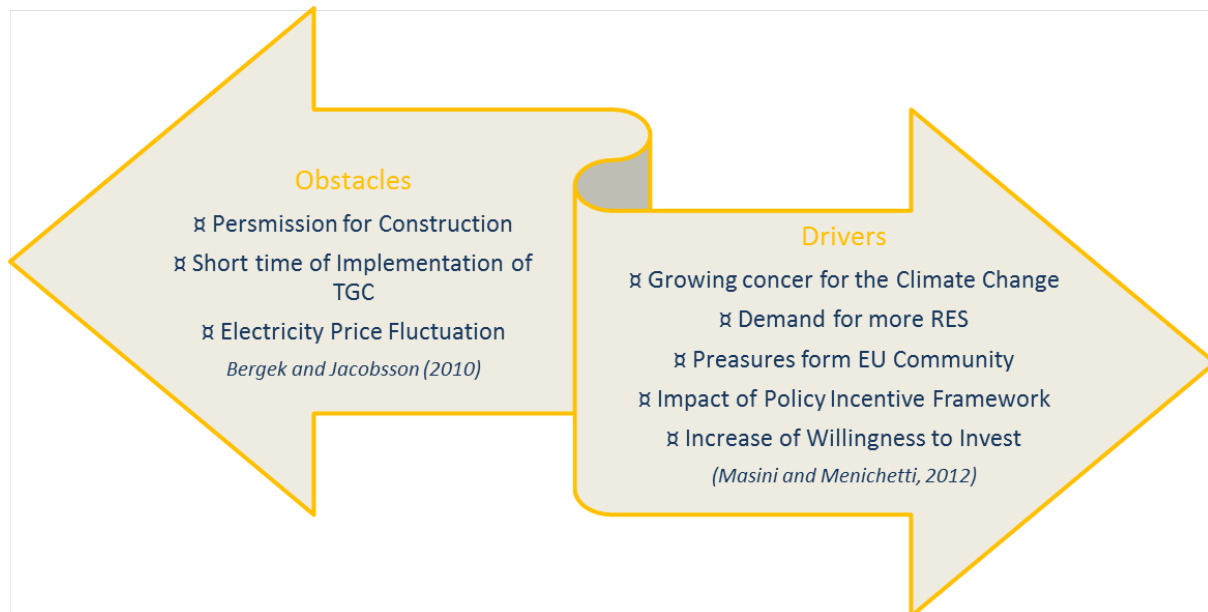 Obstacles
¤ Persmission for Construction
¤ Short time of Implementation of
TGC
¤ Electricity Price Fluctuation
Bergek and Jacobsson (2010)
Drivers
¤ Growing concer for the Climate Change
¤ Demand for more RES
¤ Preasures form EU Community
¤ Impact of Policy Incentive Framework
¤ Increase of Willingness to Invest
(Masini and Menichetti, 2012)